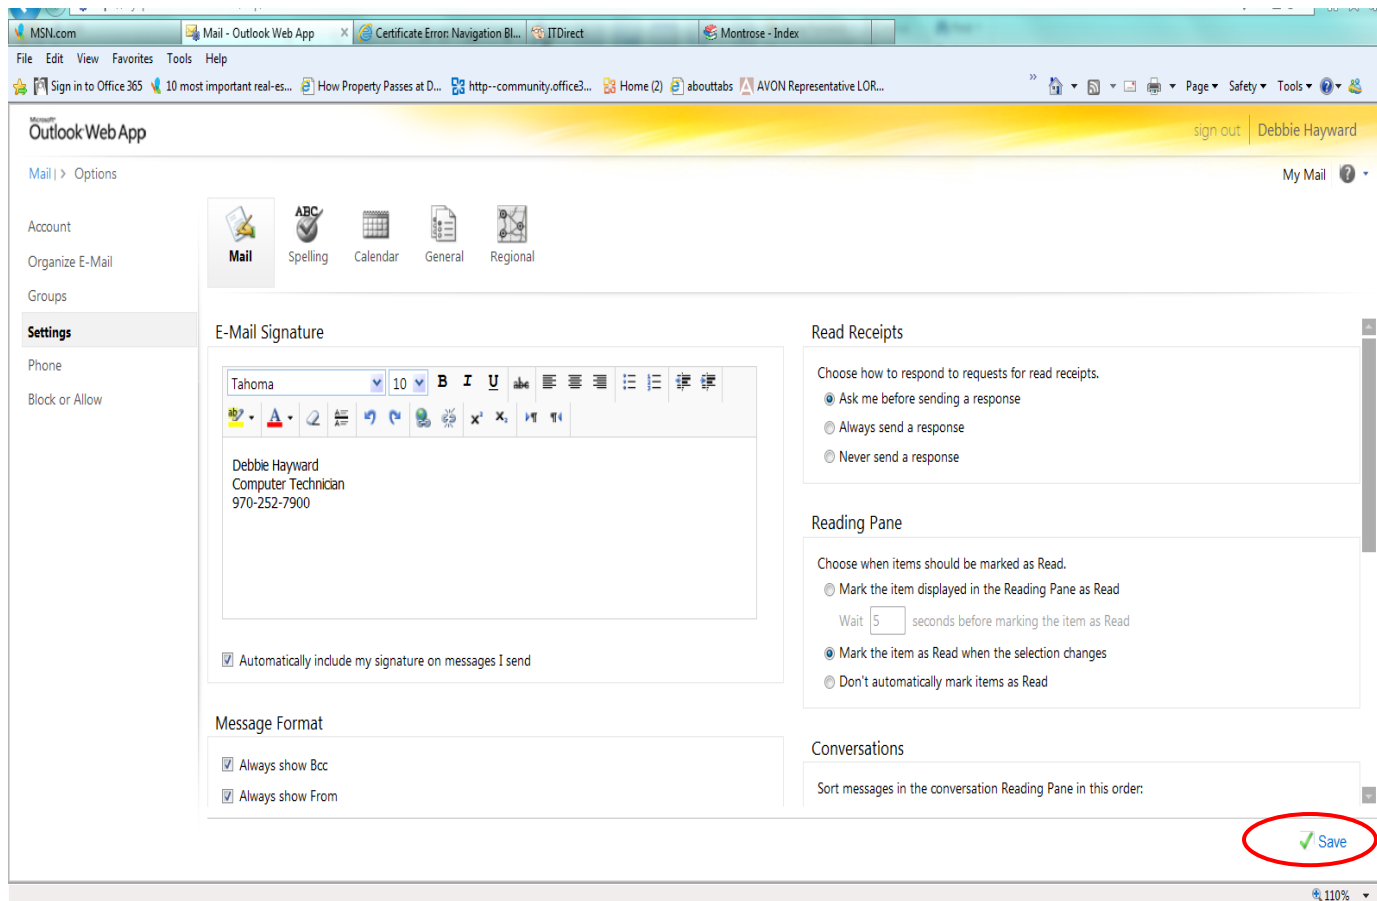 MSN.com
Mail - Outlook Web App
Certificate Error: Navigation Bl...
ITDirect
Montrose - Index
File Edit View Favorites Tools Help
Sign in to Office 365
10 most important real-es...
How Property Passes at D...
http--community.office3...
Home (2)
abouttabs
AVON Representative LOR...
Page
Safety
Tools
Microsoft
Outlook Web App
sign out
Debbie Hayward
Mail > Options
My Mail
Account
Organize E-Mail
Groups
Settings
Phone
Block or Allow
Mail
ABC
Spelling
Calendar
General
Regional
E-Mail Signature
Tahoma
10
B I U abc
ab A
x² x₂
Debbie Hayward
Computer Technician
970-252-7900
Automatically include my signature on messages I send
Message Format
Always show Bcc
Always show From
Read Receipts
Choose how to respond to requests for read receipts.
Ask me before sending a response
Always send a response
Never send a response
Reading Pane
Choose when items should be marked as Read.
Mark the item displayed in the Reading Pane as Read
Wait 5 seconds before marking the item as Read
Mark the item as Read when the selection changes
Don't automatically mark items as Read
Conversations
Sort messages in the conversation Reading Pane in this order:
Save
110%